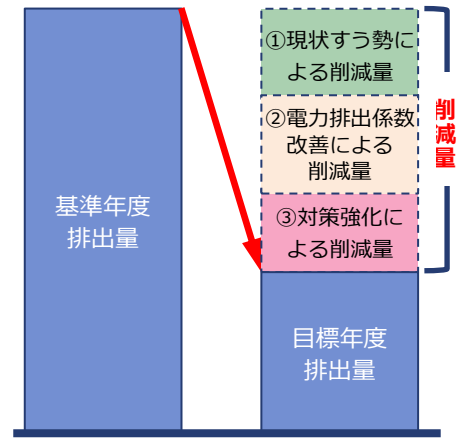 基準年度
排出量
①現状すう勢に
よる削減量
②電力排出係数
改善による
削減量
③対策強化に
よる削減量
目標年度
排出量
削減量